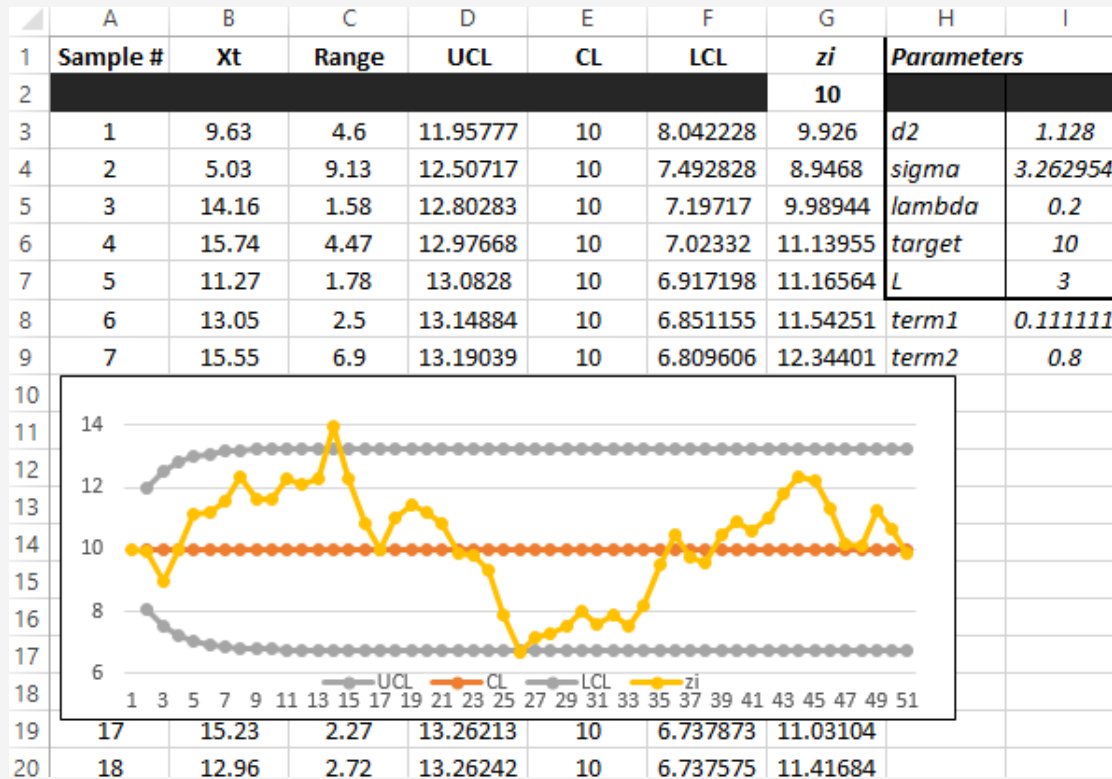 A B C D E F G H I
1 Sample # Xt Range UCL CL LCL zi Parameters
2 10
3 1 9.63 4.6 11.95777 10 8.042228 9.926 d2 1.128
4 2 5.03 9.13 12.50717 10 7.492828 8.9468 sigma 3.262954
5 3 14.16 1.58 12.80283 10 7.19717 9.98944 lambda 0.2
6 4 15.74 4.47 12.97668 10 7.02332 11.13955 target 10
7 5 11.27 1.78 13.0828 10 6.917198 11.16564 L 3
8 6 13.05 2.5 13.14884 10 6.851155 11.54251 term1 0.111111
9 7 15.55 6.9 13.19039 10 6.809606 12.34401 term2 0.8
10
11 14
12 12
13
14 10
15
16 8
17 6
18 UCL CL LCL zi
1 3 5 7 9 11 13 15 17 19 21 23 25 27 29 31 33 35 37 39 41 43 45 47 49 51
19 17 15.23 2.27 13.26213 10 6.737873 11.03104
20 18 12.96 2.72 13.26242 10 6.737575 11.41684